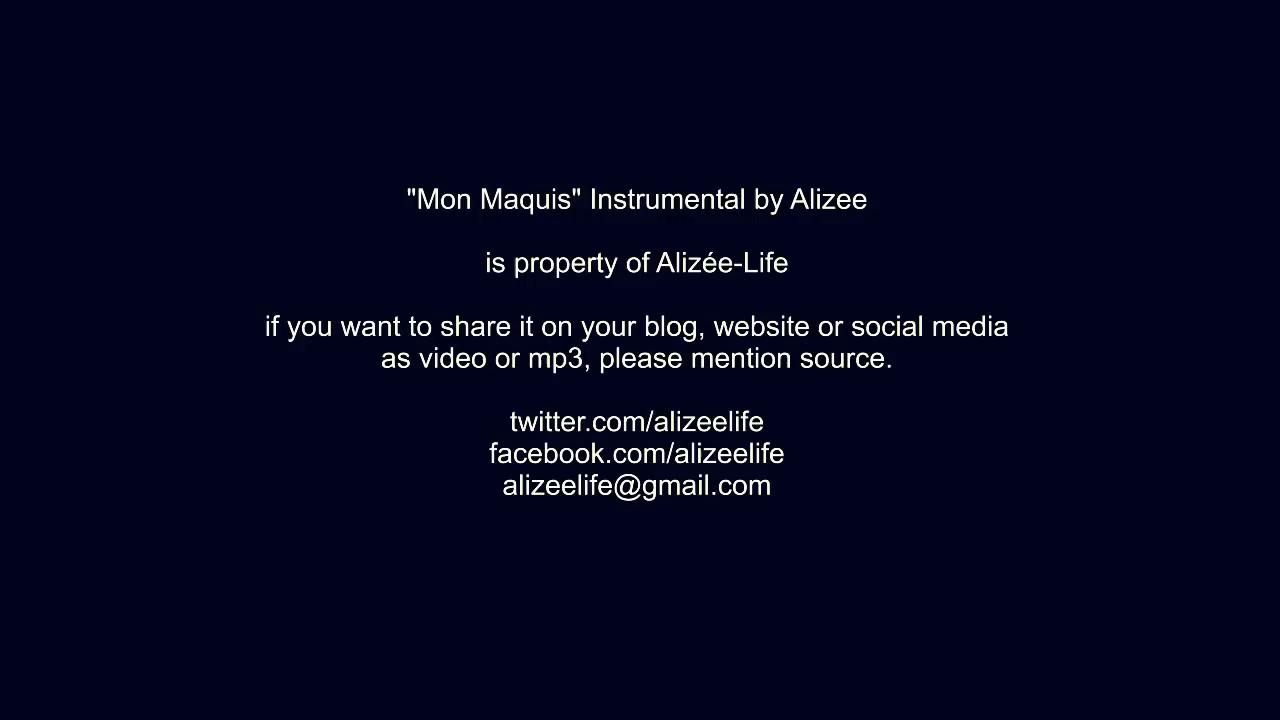 "Mon Maquis" Instrumental by Alizee
is property of Alizée-Life
if you want to share it on your blog, website or social media
as video or mp3, please mention source.
twitter.com/alizeelife
facebook.com/alizeelife
alizeelife@gmail.com